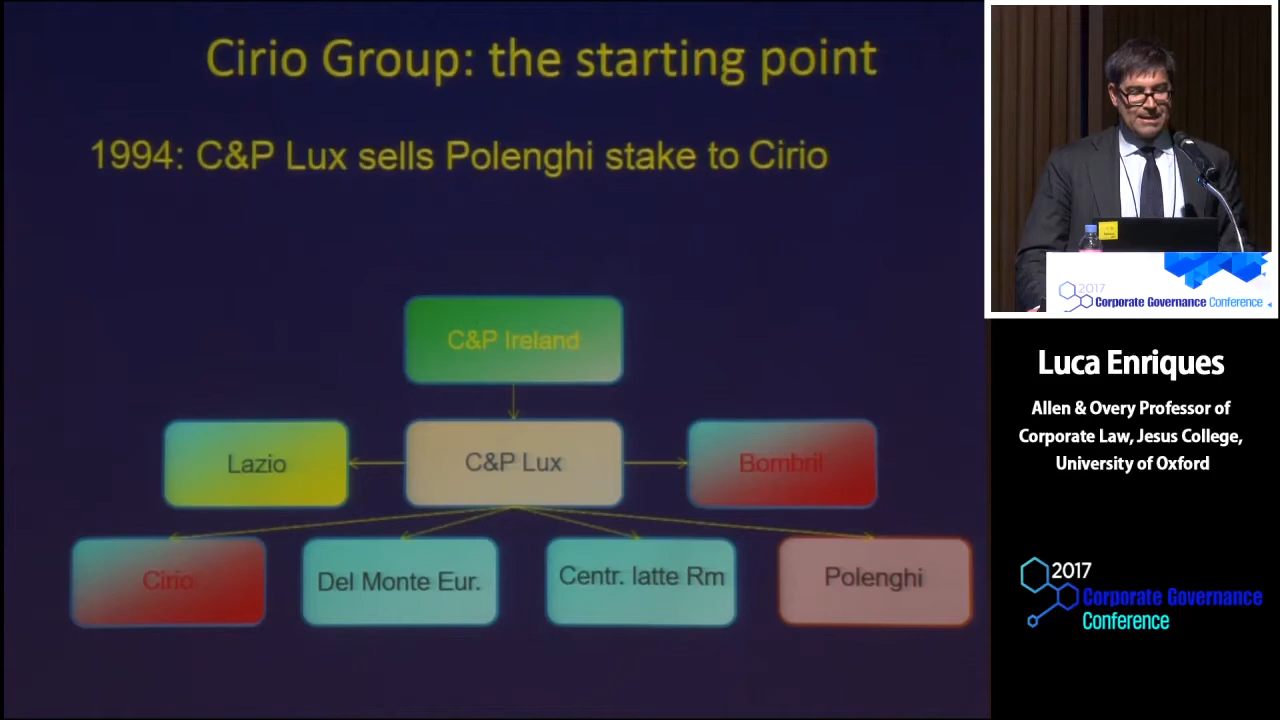 Cirio Group: the starting point
1994: C&P Lux sells Polenghi stake to Cirio
C&P Ireland
Lazio
C&P Lux
Bombril
Cirio
Del Monte Eur.
Centr. latte Rm
Polenghi
2017
Corporate Governance Conference
Luca Enriques
Allen & Overy Professor of
Corporate Law, Jesus College,
University of Oxford
2017
Corporate Governance
Conference